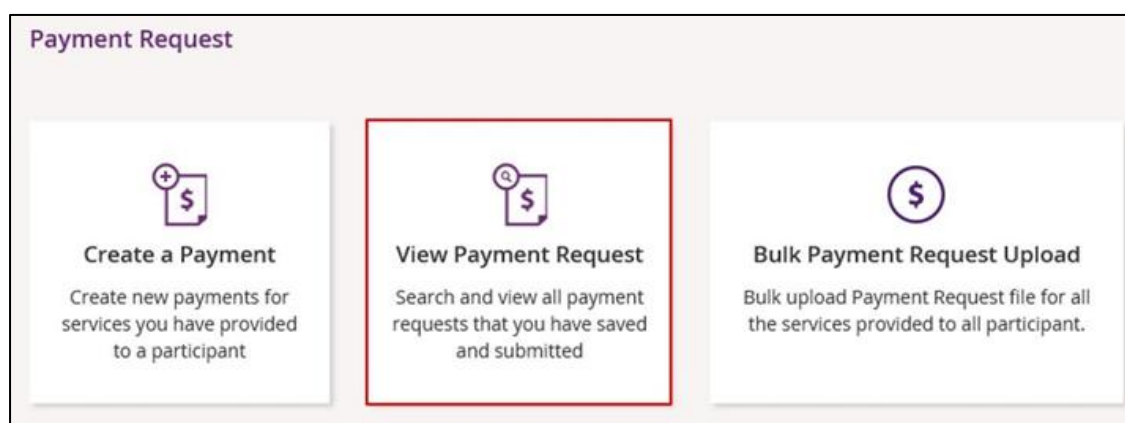 Payment Request
$
Create a Payment
Create new payments for
services you have provided
to a participant
$
View Payment Request
Search and view all payment
requests that you have saved
and submitted
$
Bulk Payment Request Upload
Bulk upload Payment Request file for all
the services provided to all participant.